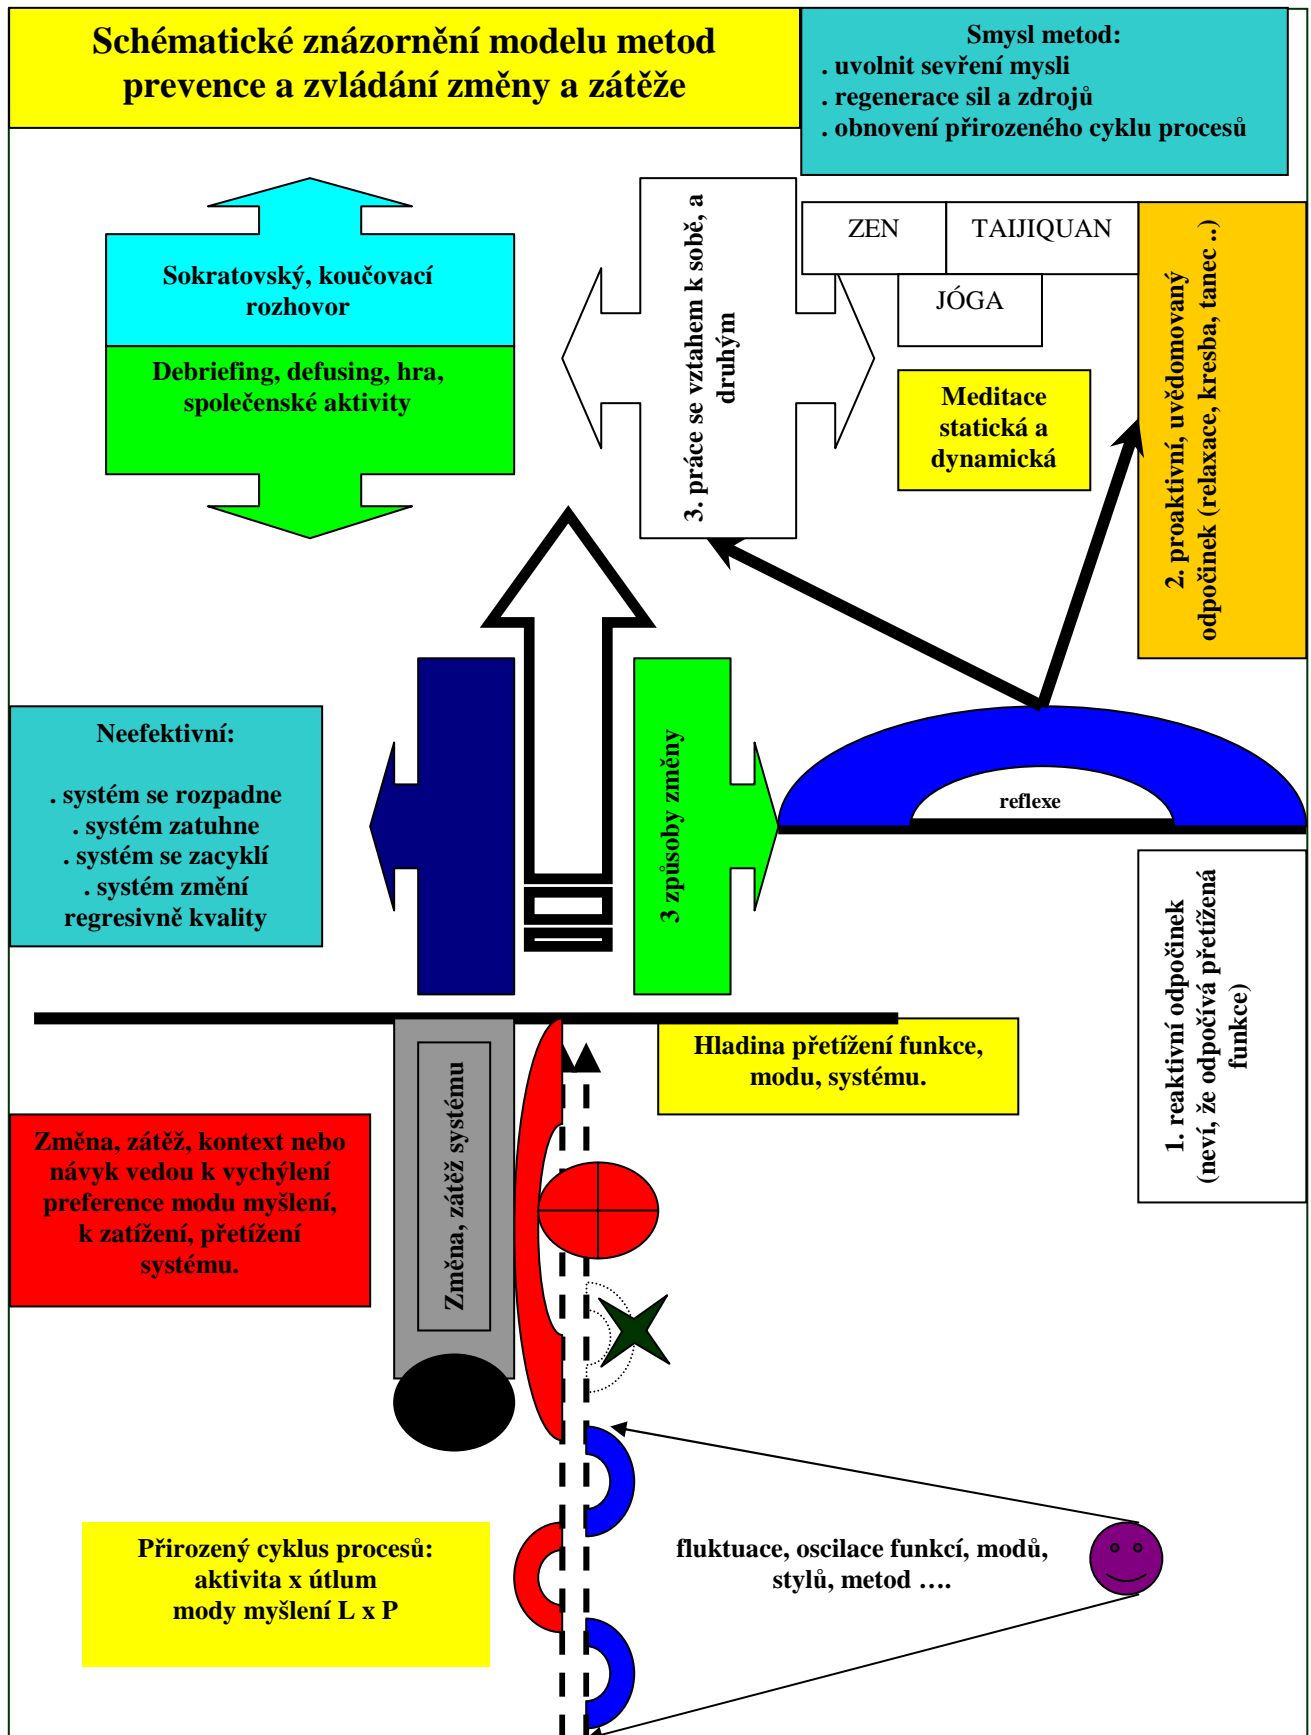 Schématické znázornění modelu metod
prevence a zvládání změny a zátěže
Smysl metod:
. uvolnit sevření mysli
. regenerace sil a zdrojů
. obnovení přirozeného cyklu procesů
Sokratovský, koučovací
rozhovor
Debriefing, defusing, hra,
společenské aktivity
3. práce se vztahem k sobě, a
druhým
ZEN
TAIJIQUAN
JÓGA
Meditace
statická a
dynamická
2. proaktivní, uvědomovaný
odpočinek (relaxace, kresba, tanec ..)
Neefektivní:
. systém se rozpadne
. systém zatuhne
. systém se zacyklí
. systém změní
regresivně kvality
3 způsoby změny
reflexe
1. reaktivní odpočinek
(neví, že odpočívá přetížená
funkce)
Hladina přetížení funkce,
modu, systému.
Změna, zátěž, kontext nebo
návyk vedou k vychýlení
preference modu myšlení,
k zatížení, přetížení
systému.
Změna, zátěž systému
Přirozený cyklus procesů:
aktivita x útlum
mody myšlení L x P
fluktuace, oscilace funkcí, modů,
stylů, metod ….